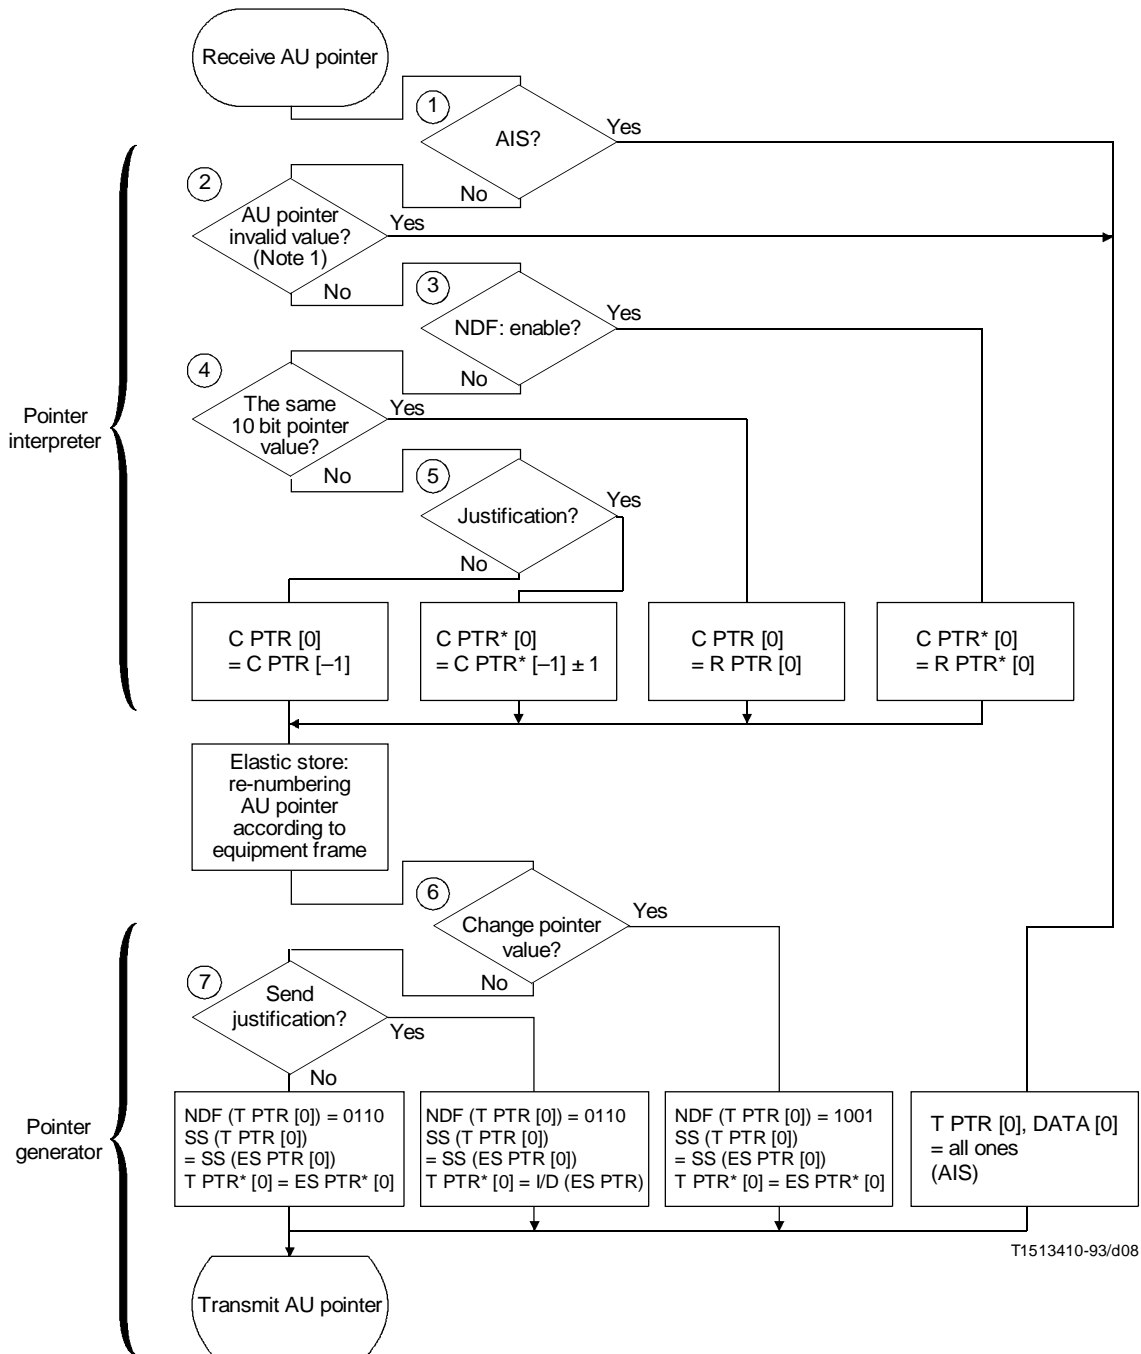 Receive AU pointer
1
AIS?
Yes
No
2
AU pointer
invalid value?
(Note 1)
Yes
No
3
NDF: enable?
Yes
No
4
The same
10 bit pointer
value?
Yes
No
5
Justification?
Yes
No
Pointer
interpreter
C PTR [0]
= C PTR [–1]
C PTR* [0]
= C PTR* [–1] ± 1
C PTR [0]
= R PTR [0]
C PTR* [0]
= R PTR* [0]
Elastic store:
re-numbering
AU pointer
according to
equipment frame
6
Change pointer
value?
Yes
No
7
Send
justification?
Yes
No
Pointer
generator
NDF (T PTR [0]) = 0110
SS (T PTR [0])
= SS (ES PTR [0])
T PTR* [0] = ES PTR* [0]
NDF (T PTR [0]) = 0110
SS (T PTR [0])
= SS (ES PTR [0])
T PTR* [0] = I/D (ES PTR)
NDF (T PTR [0]) = 1001
SS (T PTR [0])
= SS (ES PTR [0])
T PTR* [0] = ES PTR* [0]
T PTR [0], DATA [0]
= all ones
(AIS)
T1513410-93/d08
Transmit AU pointer